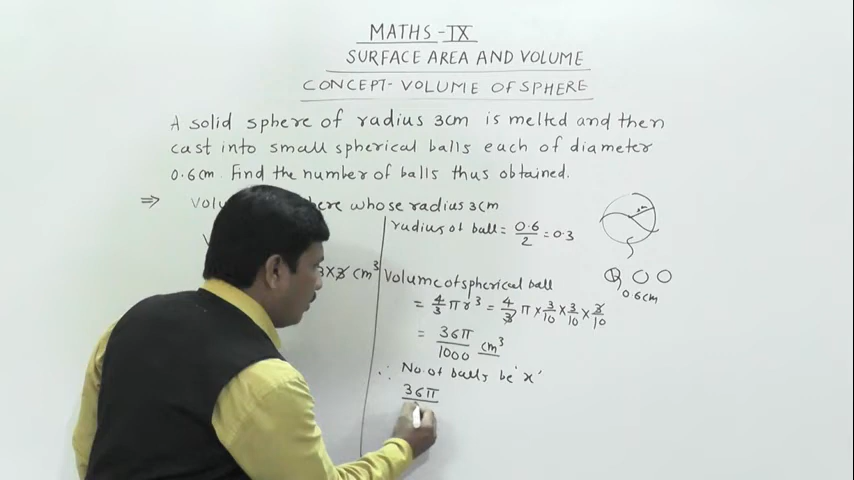 MATHS - IX
SURFACE AREA AND VOLUME
CONCEPT- VOLUME OF SPHERE
A solid sphere of radius 3cm is melted and then
cast into small spherical balls each of diameter
0.6cm. Find the number of balls thus obtained.
⇒ whose radius 3cm
3 cm³
radius of ball = 0.6/2 = 0.3
Volume of spherical ball
= 4/3 πr³ = 4/3 π × 3/10 × 3/10 × 3/10
= 36π/1000 cm³
∴ No. of balls be 'x'
36π
0.6cm